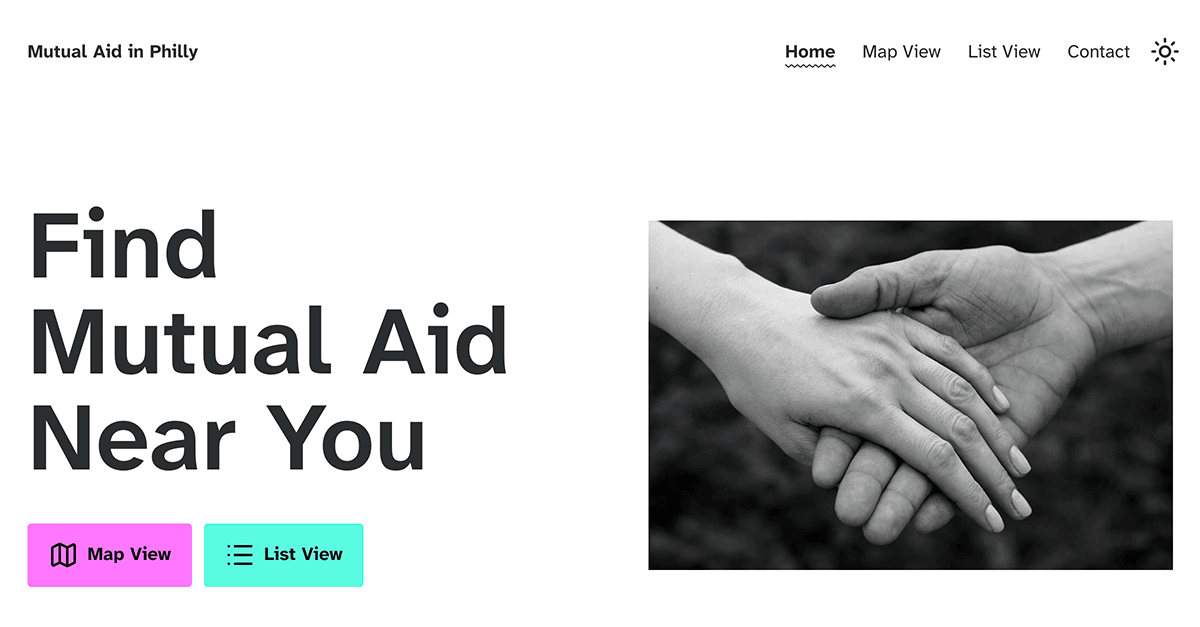 Mutual Aid in Philly
Home Map View List View Contact
Find
Mutual Aid
Near You
Map View
List View